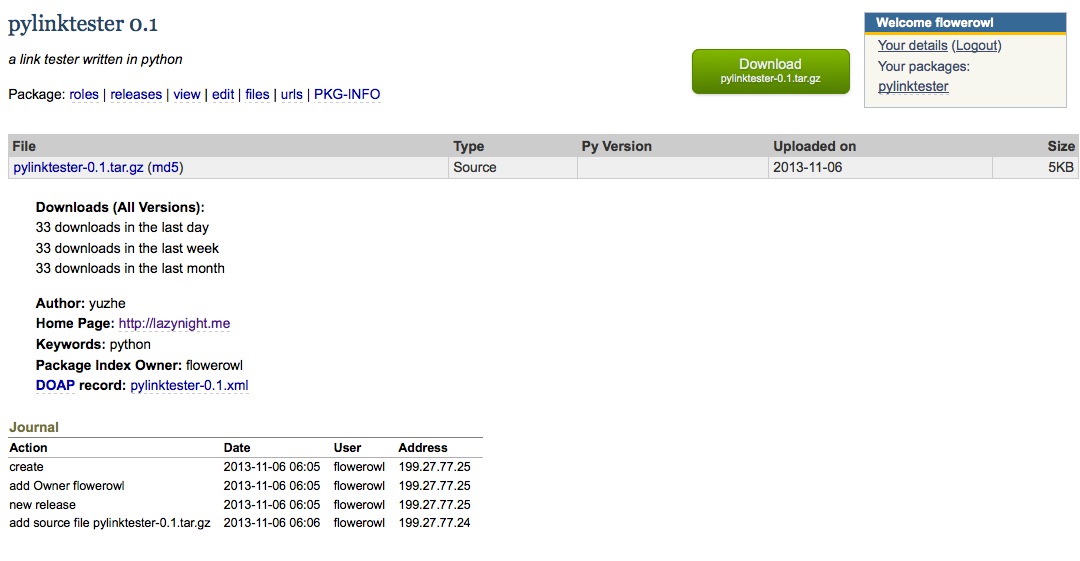 pylinktester 0.1
a link tester written in python
Package: roles | releases | view | edit | files | urls | PKG-INFO
Download
pylinktester-0.1.tar.gz
Welcome flowerowl
Your details (Logout)
Your packages:
pylinktester
File Type Py Version Uploaded on Size
pylinktester-0.1.tar.gz (md5) Source 2013-11-06 5KB
Downloads (All Versions):
33 downloads in the last day
33 downloads in the last week
33 downloads in the last month
Author: yuzhe
Home Page: http://lazynight.me
Keywords: python
Package Index Owner: flowerowl
DOAP record: pylinktester-0.1.xml
Journal
Action Date User Address
create 2013-11-06 06:05 flowerowl 199.27.77.25
add Owner flowerowl 2013-11-06 06:05 flowerowl 199.27.77.25
new release 2013-11-06 06:05 flowerowl 199.27.77.25
add source file pylinktester-0.1.tar.gz 2013-11-06 06:06 flowerowl 199.27.77.24